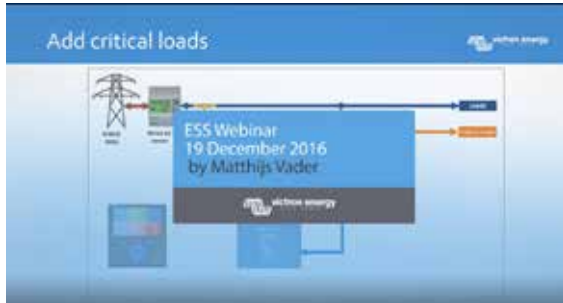 Add critical loads
victron energy
ESS Webinar
19 December 2016
by Matthijs Vader
victron energy